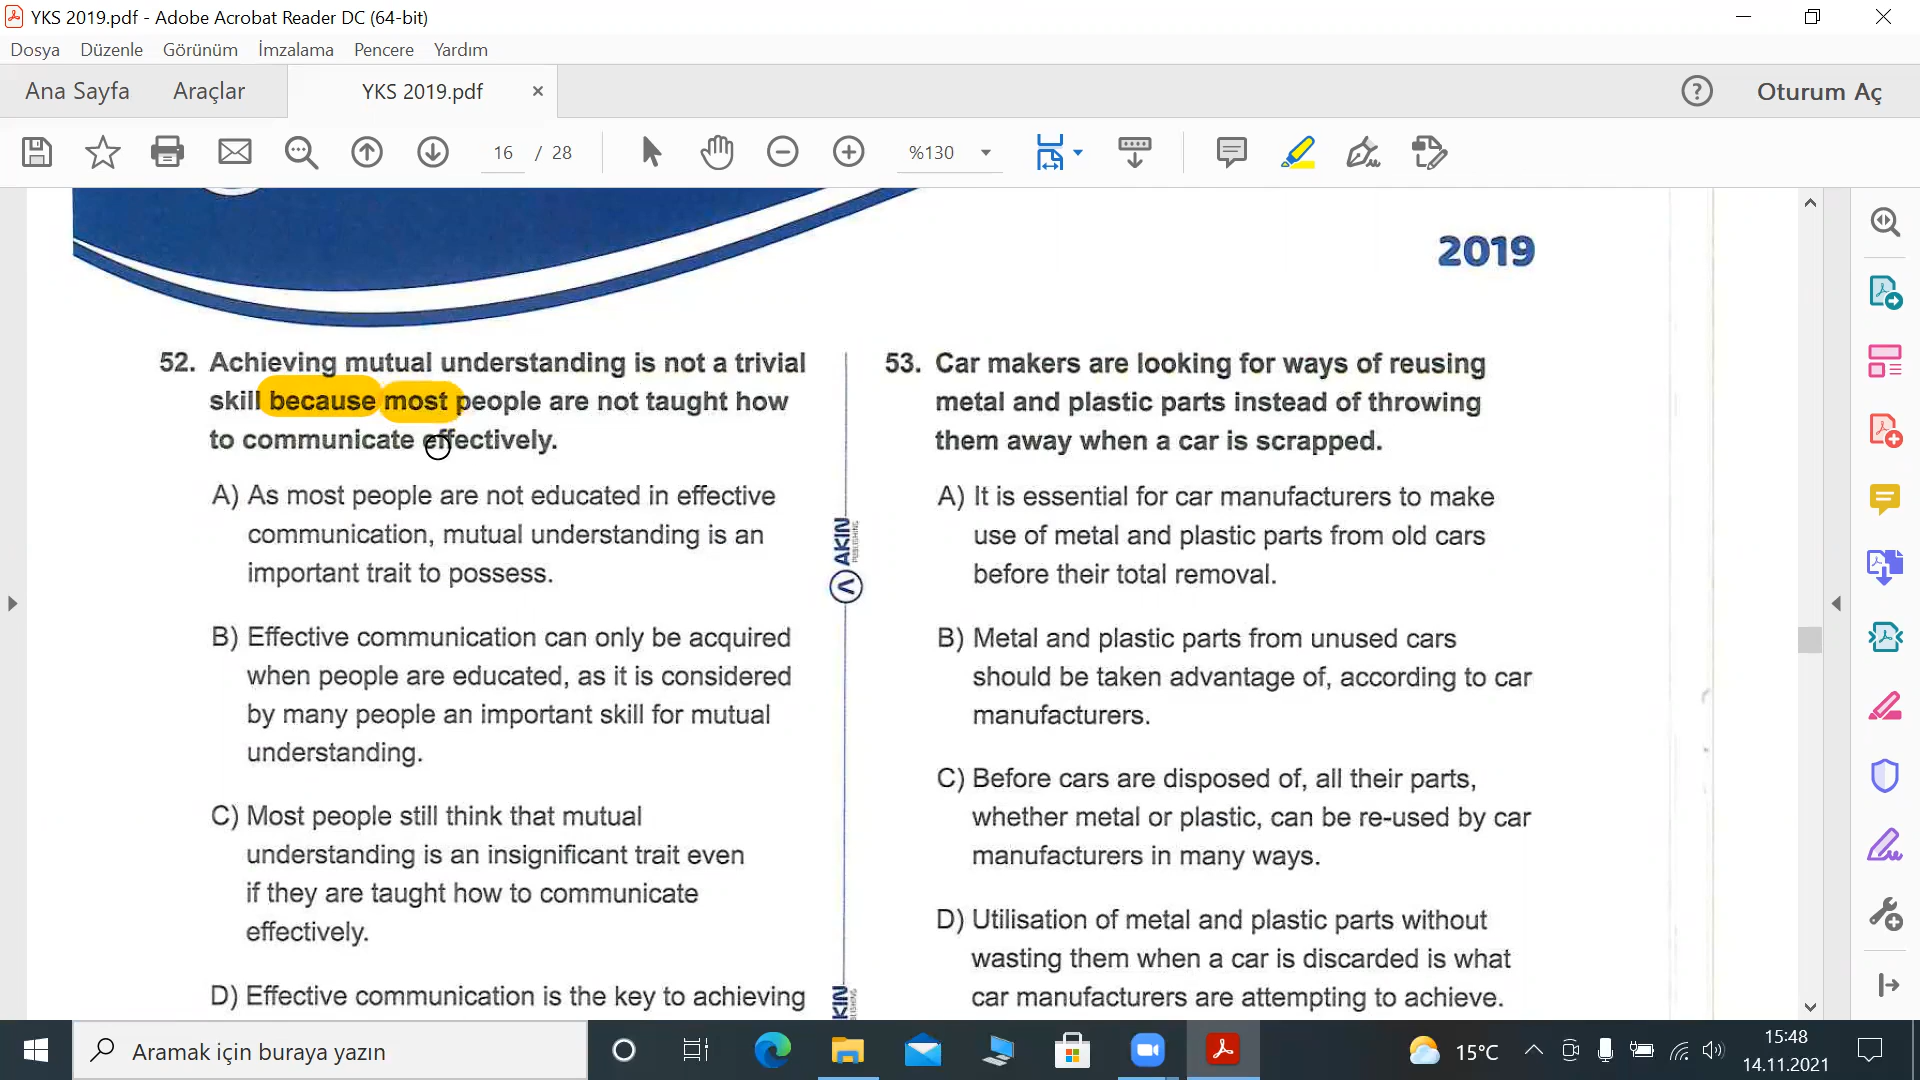 YKS 2019.pdf - Adobe Acrobat Reader DC (64-bit)
Dosya Düzenle Görünüm İmzalama Pencere Yardım
Ana Sayfa Araçlar YKS 2019.pdf × Oturum Aç
16 / 28 %130
2019
52. Achieving mutual understanding is not a trivial
skill because most people are not taught how
to communicate effectively.
A) As most people are not educated in effective
communication, mutual understanding is an
important trait to possess.
B) Effective communication can only be acquired
when people are educated, as it is considered
by many people an important skill for mutual
understanding.
C) Most people still think that mutual
understanding is an insignificant trait even
if they are taught how to communicate
effectively.
D) Effective communication is the key to achieving
AKIN
PUBLISHING
KIN
53. Car makers are looking for ways of reusing
metal and plastic parts instead of throwing
them away when a car is scrapped.
A) It is essential for car manufacturers to make
use of metal and plastic parts from old cars
before their total removal.
B) Metal and plastic parts from unused cars
should be taken advantage of, according to car
manufacturers.
C) Before cars are disposed of, all their parts,
whether metal or plastic, can be re-used by car
manufacturers in many ways.
D) Utilisation of metal and plastic parts without
wasting them when a car is discarded is what
car manufacturers are attempting to achieve.
Aramak için buraya yazın
15°C
15:48
14.11.2021